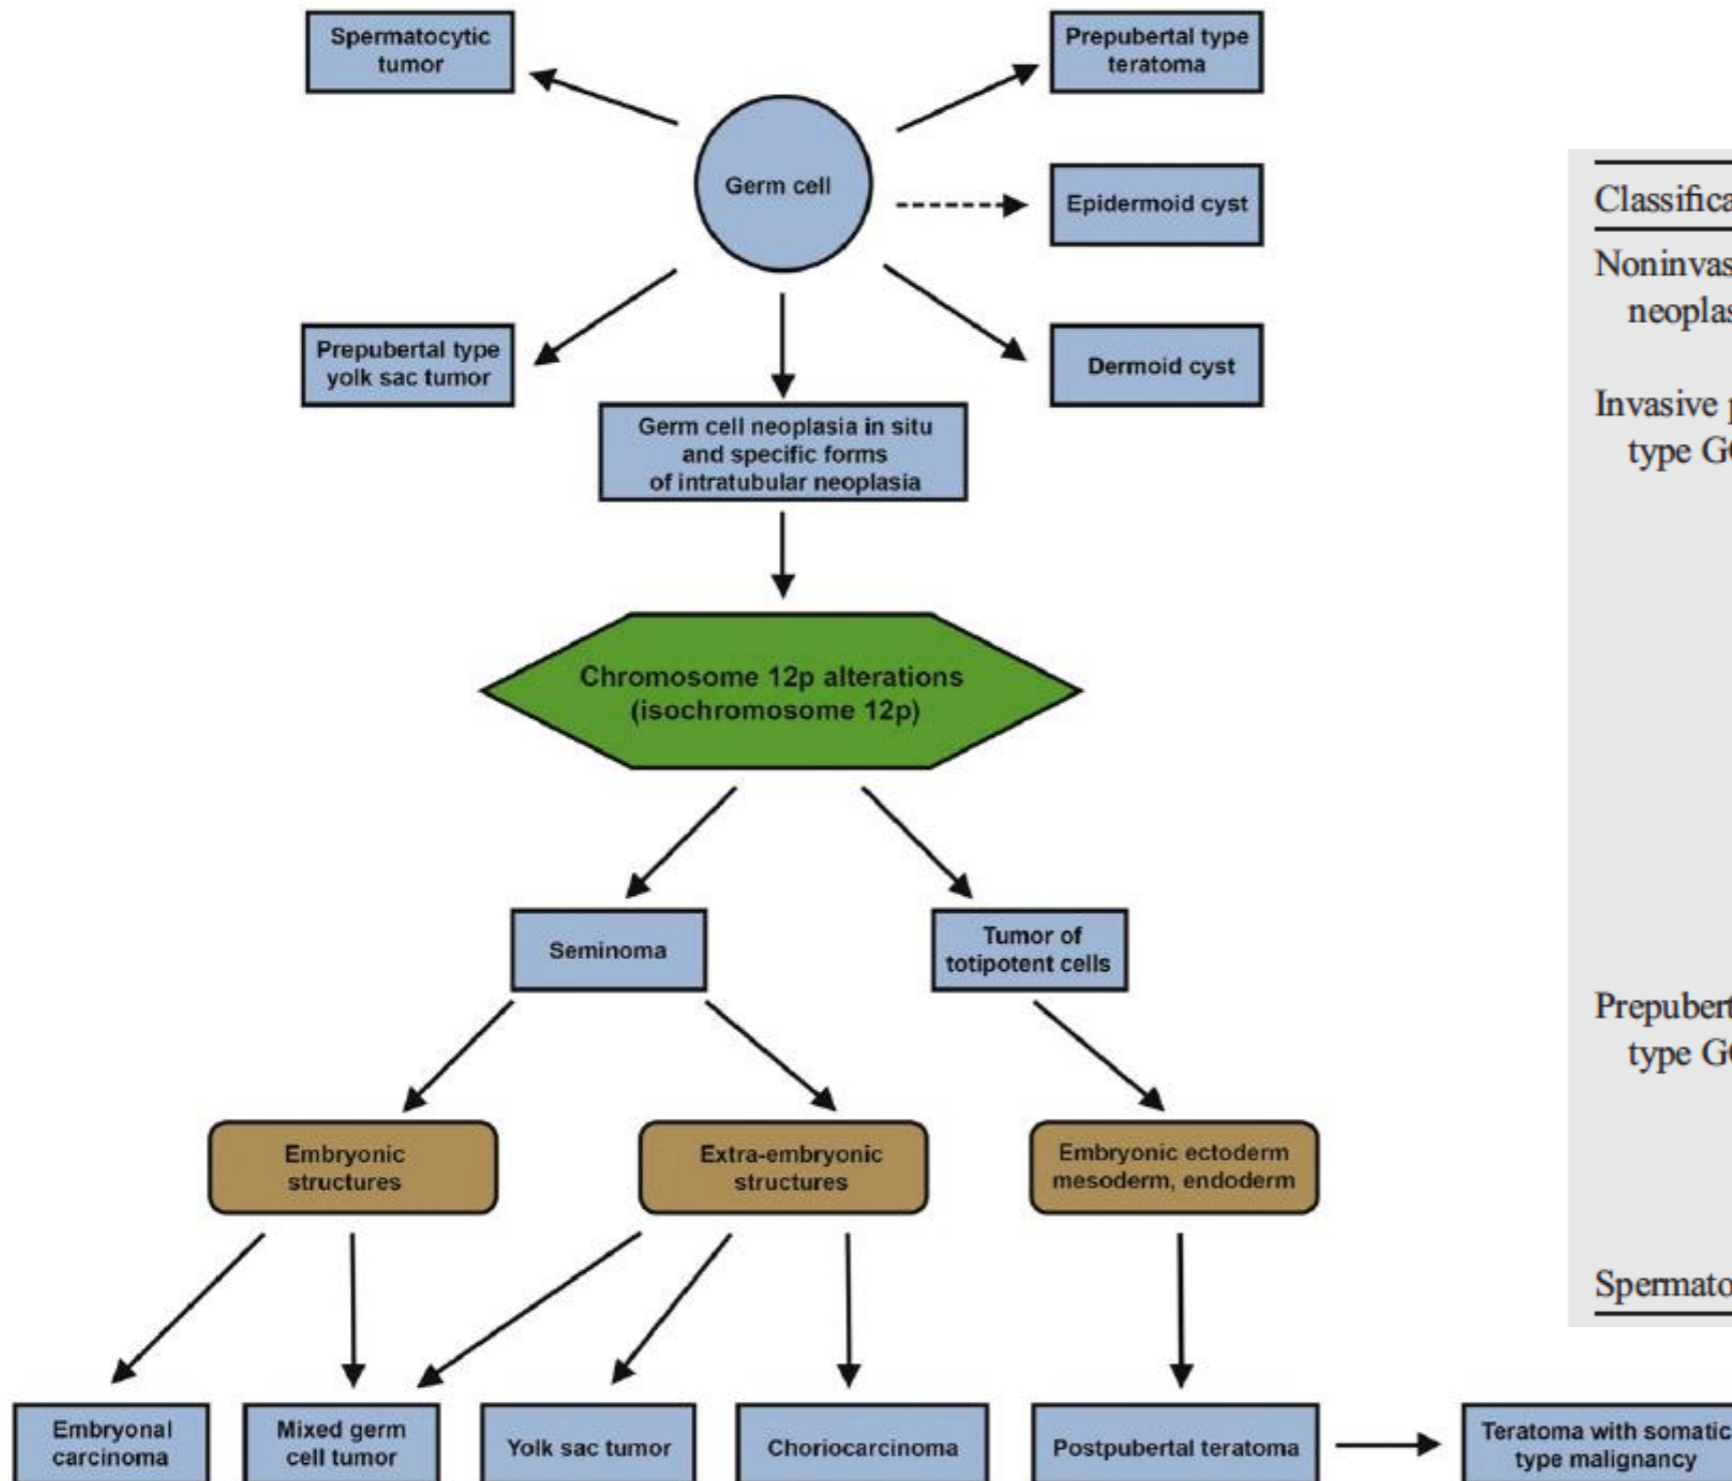 Spermatocytic
tumor
Prepubertal type
teratoma
Germ cell
Epidermoid cyst
Prepubertal type
yolk sac tumor
Dermoid cyst
Germ cell neoplasia in situ
and specific forms
of intratubular neoplasia
Chromosome 12p alterations
(isochromosome 12p)
Seminoma
Tumor of
totipotent cells
Embryonic
structures
Extra-embryonic
structures
Embryonic ectoderm
mesoderm, endoderm
Embryonal
carcinoma
Mixed germ
cell tumor
Yolk sac tumor
Choriocarcinoma
Postpubertal teratoma
Teratoma with somatic
type malignancy
Invasive
type
type